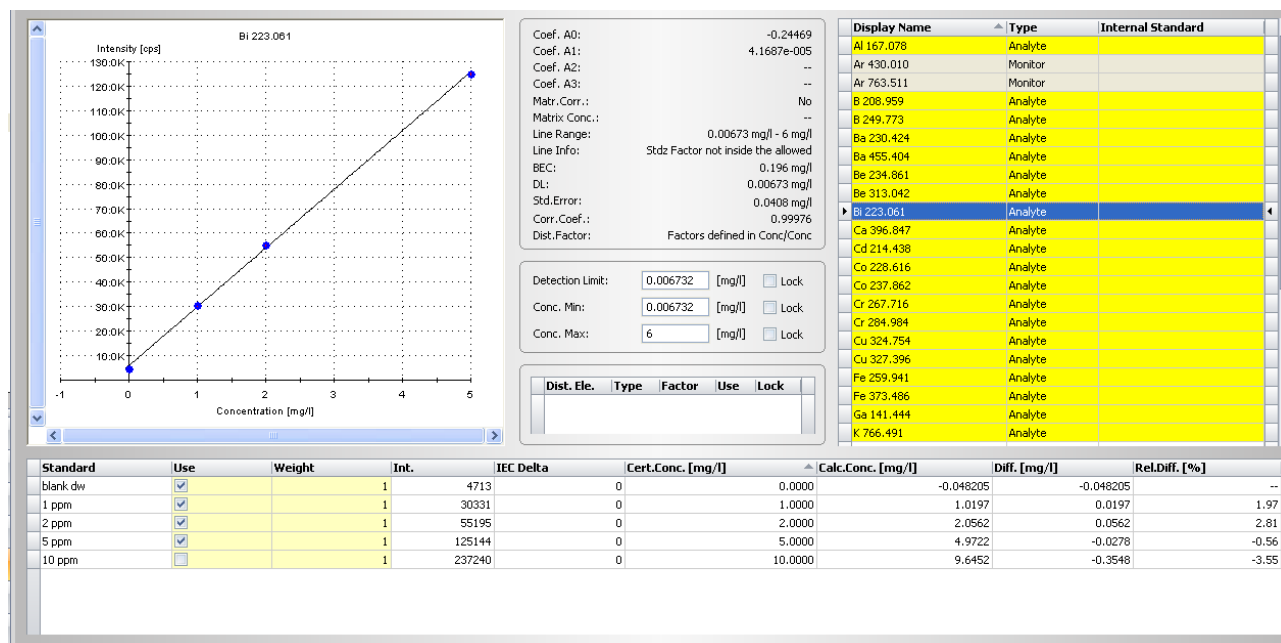 Bi 223.061
Intensity [cps]
130.0K
120.0K
100.0K
90.0K
80.0K
70.0K
60.0K
50.0K
40.0K
30.0K
20.0K
10.0K
-1 0 1 2 3 4 5
Concentration [mg/l]
Coef. A0: -0.24469
Coef. A1: 4.1687e-005
Coef. A2: --
Coef. A3: --
Matr.Corr.: No
Matrix Conc.: --
Line Range: 0.00673 mg/l - 6 mg/l
Line Info: Stdz Factor not inside the allowed
BEC: 0.196 mg/l
DL: 0.00673 mg/l
Std.Error: 0.0408 mg/l
Corr.Coef.: 0.99976
Dist.Factor: Factors defined in Conc/Conc
Detection Limit: 0.006732 [mg/l] Lock
Conc. Min: 0.006732 [mg/l] Lock
Conc. Max: 6 [mg/l] Lock
Dist. Ele. Type Factor Use Lock
Display Name Type Internal Standard
Al 167.078 Analyte
Ar 430.010 Monitor
Ar 763.511 Monitor
B 208.959 Analyte
B 249.773 Analyte
Ba 230.424 Analyte
Ba 455.404 Analyte
Be 234.861 Analyte
Be 313.042 Analyte
Bi 223.061 Analyte
Ca 396.847 Analyte
Cd 214.438 Analyte
Co 228.616 Analyte
Co 237.862 Analyte
Cr 267.716 Analyte
Cr 284.984 Analyte
Cu 324.754 Analyte
Cu 327.396 Analyte
Fe 259.941 Analyte
Fe 373.486 Analyte
Ga 141.444 Analyte
K 766.491 Analyte
Standard Use Weight Int. IEC Delta Cert.Conc. [mg/l] Calc.Conc. [mg/l] Diff. [mg/l] Rel.Diff. [%]
blank dw 1 4713 0 0.0000 -0.048205 -0.048205 --
1 ppm 1 30331 0 1.0000 1.0197 0.0197 1.97
2 ppm 1 55195 0 2.0000 2.0562 0.0562 2.81
5 ppm 1 125144 0 5.0000 4.9722 -0.0278 -0.56
10 ppm 1 237240 0 10.0000 9.6452 -0.3548 -3.55